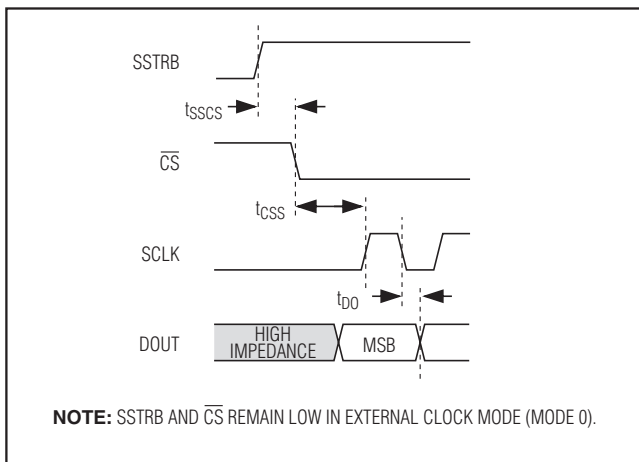 SSTRB
tSSCS
CS
tCSS
SCLK
tDO
DOUT
HIGH
IMPEDANCE
MSB
NOTE: SSTRB AND CS REMAIN LOW IN EXTERNAL CLOCK MODE (MODE 0).